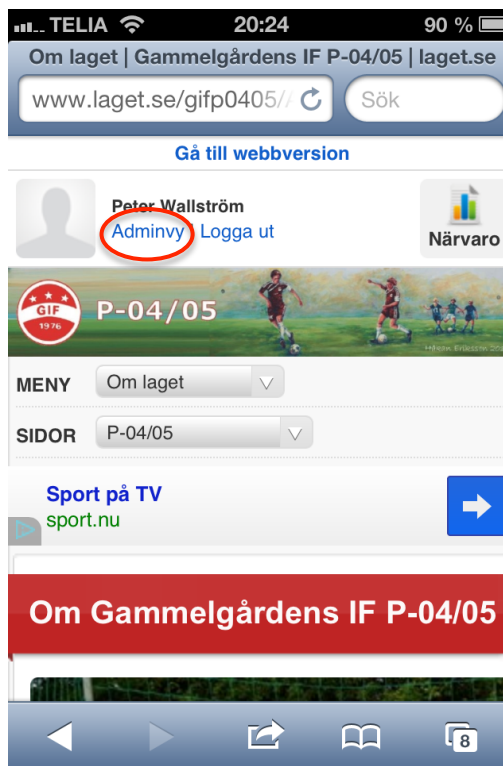 TELIA 20:24 90 %
Om laget | Gammelgårdens IF P-04/05 | laget.se
www.laget.se/gifp0405/ Sök
Gå till webbversion
Peter Wallström
Adminvy | Logga ut
Närvaro
GIF
1976
P-04/05
MENY Om laget
SIDOR P-04/05
Sport på TV
sport.nu
Om Gammelgårdens IF P-04/05
8